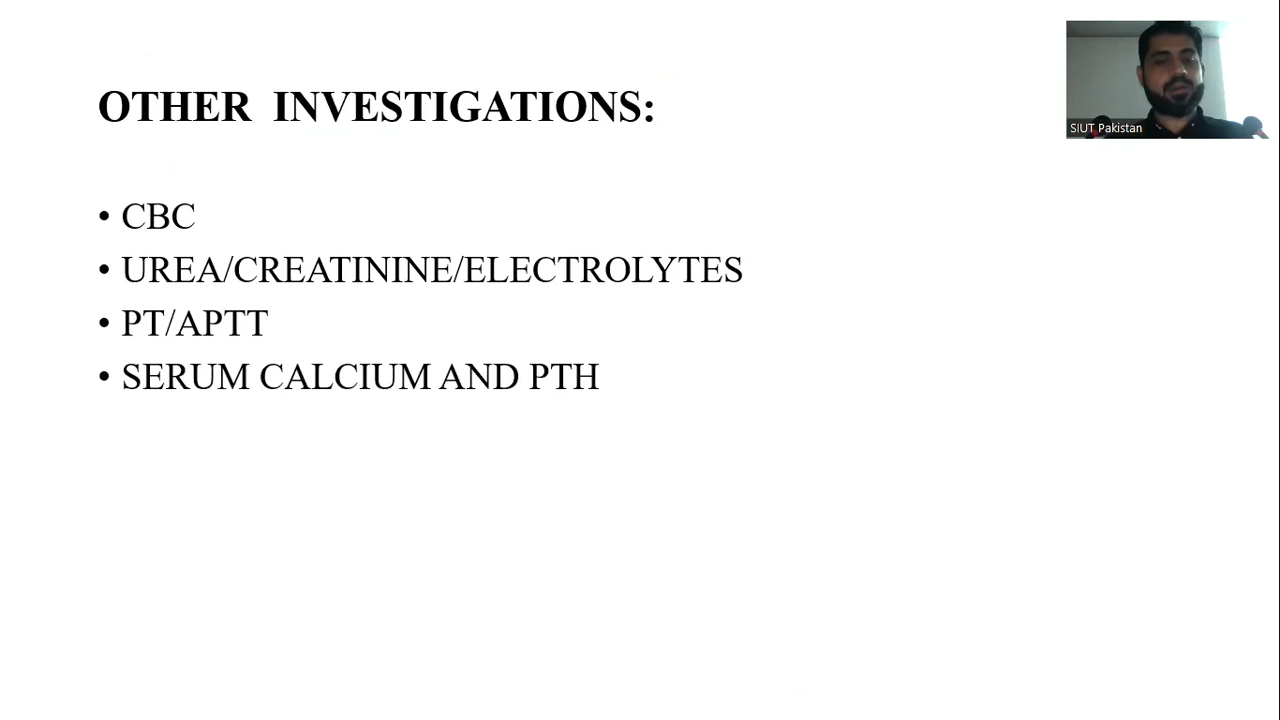 OTHER INVESTIGATIONS:
SIUT Pakistan
• CBC
• UREA/CREATININE/ELECTROLYTES
• PT/APTT
• SERUM CALCIUM AND PTH